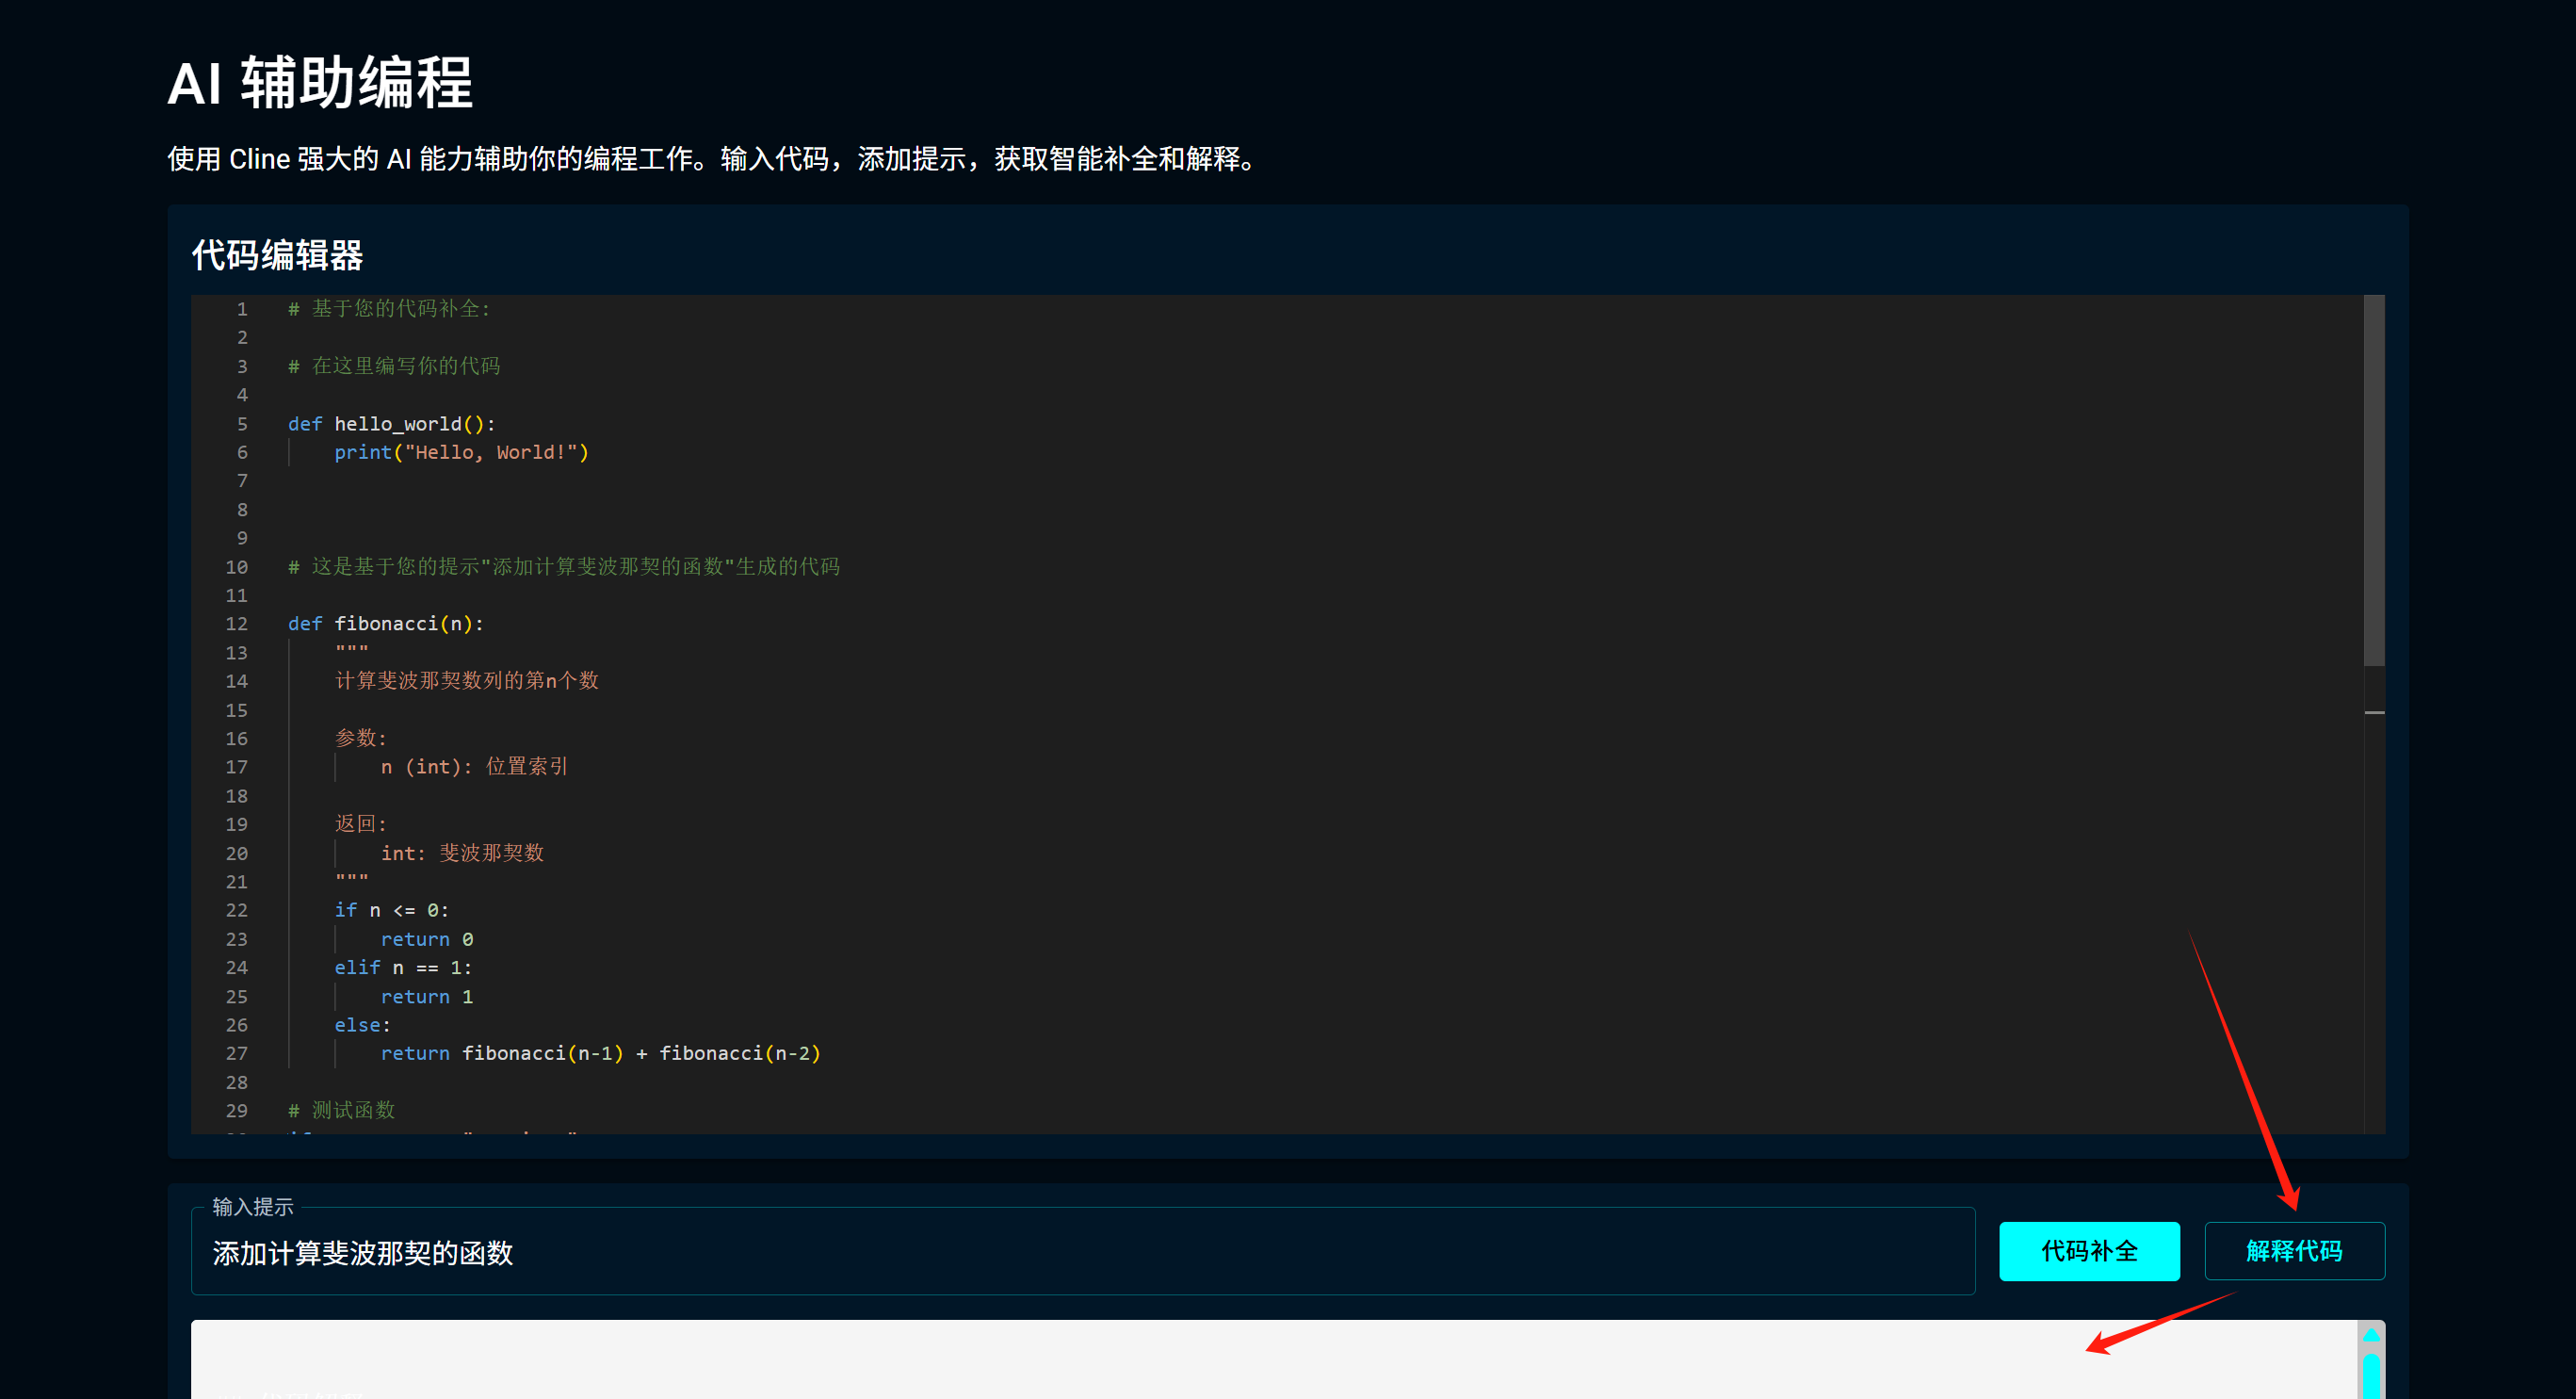 AI 辅助编程
使用 Cline 强大的 AI 能力辅助你的编程工作。输入代码，添加提示，获取智能补全和解释。
代码编辑器
1 # 基于您的代码补全:
2
3 # 在这里编写你的代码
4
5 def hello_world():
6 print("Hello, World!")
7
8
9
10 # 这是基于您的提示"添加计算斐波那契的函数"生成的代码
11
12 def fibonacci(n):
13 """
14 计算斐波那契数列的第n个数
15
16 参数:
17 n (int): 位置索引
18
19 返回:
20 int: 斐波那契数
21 """
22 if n <= 0:
23 return 0
24 elif n == 1:
25 return 1
26 else:
27 return fibonacci(n-1) + fibonacci(n-2)
28
29 # 测试函数
输入提示
添加计算斐波那契的函数
代码补全
解释代码